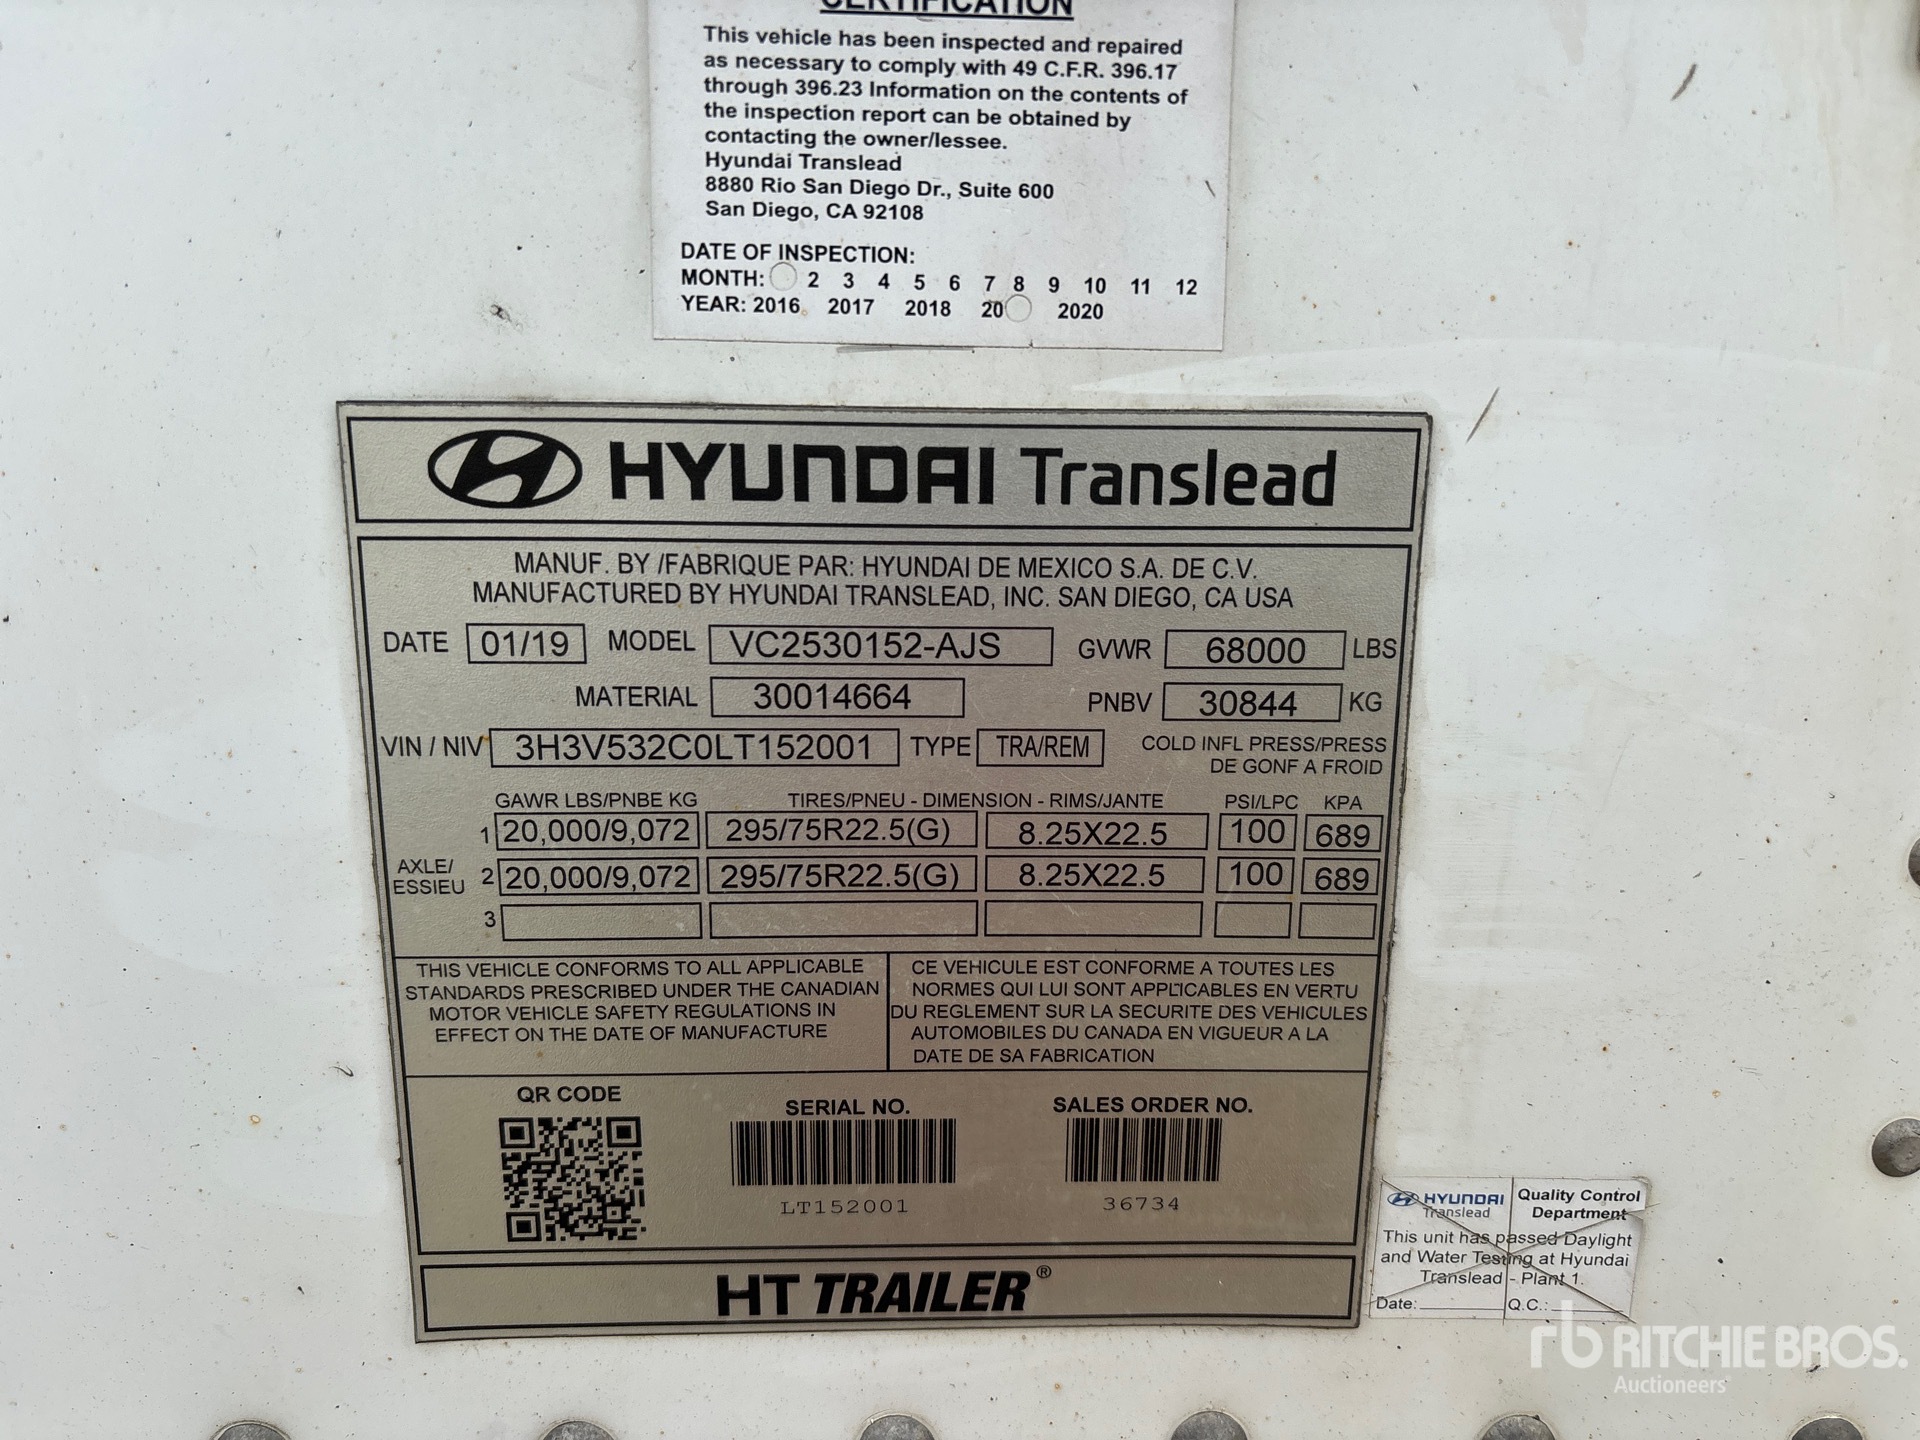 CERTIFICATION
This vehicle has been inspected and repaired
as necessary to comply with 49 C.F.R. 396.17
through 396.23 Information on the contents of
the inspection report can be obtained by
contacting the owner/lessee.
Hyundai Translead
8880 Rio San Diego Dr., Suite 600
San Diego, CA 92108
DATE OF INSPECTION:
MONTH: 2 3 4 5 6 7 8 9 10 11 12
YEAR: 2016 2017 2018 20 2020
HYUNDAI Translead
MANUF. BY /FABRIQUE PAR: HYUNDAI DE MEXICO S.A. DE C.V.
MANUFACTURED BY HYUNDAI TRANSLEAD, INC. SAN DIEGO, CA USA
DATE 01/19 MODEL VC2530152-AJS GVWR 68000 LBS
MATERIAL 30014664 PNBV 30844 KG
VIN / NIV 3H3V532C0LT152001 TYPE TRA/REM COLD INFL PRESS/PRESS
DE GONF A FROID
GAWR LBS/PNBE KG TIRES/PNEU - DIMENSION - RIMS/JANTE PSI/LPC KPA
1 20,000/9,072 295/75R22.5(G) 8.25X22.5 100 689
AXLE/
ESSIEU 2 20,000/9,072 295/75R22.5(G) 8.25X22.5 100 689
3
THIS VEHICLE CONFORMS TO ALL APPLICABLE
STANDARDS PRESCRIBED UNDER THE CANADIAN
MOTOR VEHICLE SAFETY REGULATIONS IN
EFFECT ON THE DATE OF MANUFACTURE
CE VEHICULE EST CONFORME A TOUTES LES
NORMES QUI LUI SONT APPLICABLES EN VERTU
DU REGLEMENT SUR LA SECURITE DES VEHICULES
AUTOMOBILES DU CANADA EN VIGUEUR A LA
DATE DE SA FABRICATION
QR CODE
SERIAL NO.
LT152001
SALES ORDER NO.
36734
HT TRAILER®
HYUNDAI
Translead
Quality Control
Department
This unit has passed Daylight
and Water Testing at Hyundai
Translead - Plant 1.
Date: Q.C.:
rb RITCHIE BROS.
Auctioneers